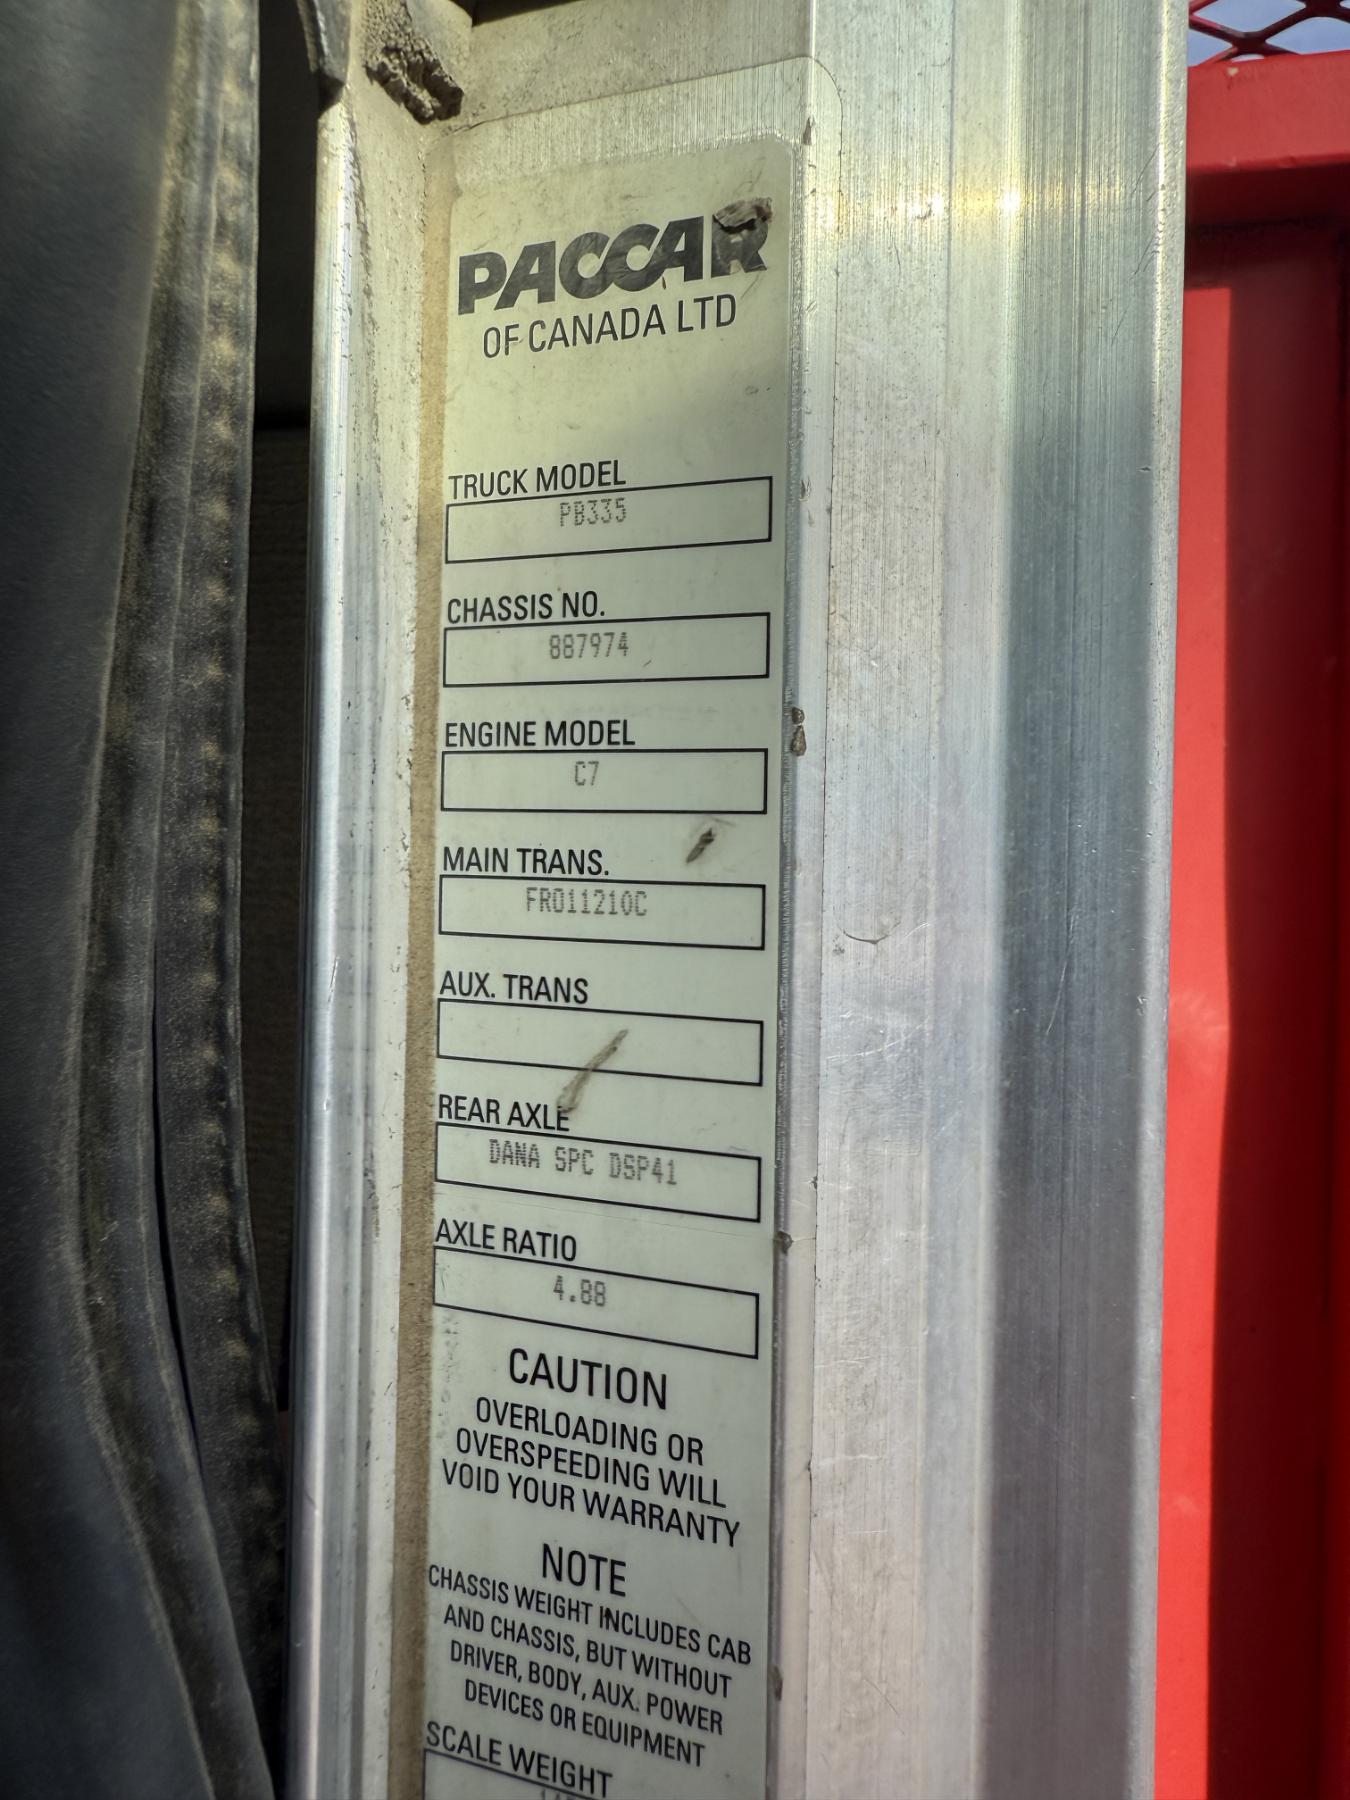 PACCAR
OF CANADA LTD
TRUCK MODEL
PB335
CHASSIS NO.
887974
ENGINE MODEL
C7
MAIN TRANS.
FRO11210C
AUX. TRANS
REAR AXLE
DANA SPC DSP41
AXLE RATIO
4.88
CAUTION
OVERLOADING OR
OVERSPEEDING WILL
VOID YOUR WARRANTY
NOTE
CHASSIS WEIGHT INCLUDES CAB
AND CHASSIS, BUT WITHOUT
DRIVER, BODY, AUX. POWER
DEVICES OR EQUIPMENT
SCALE WEIGHT